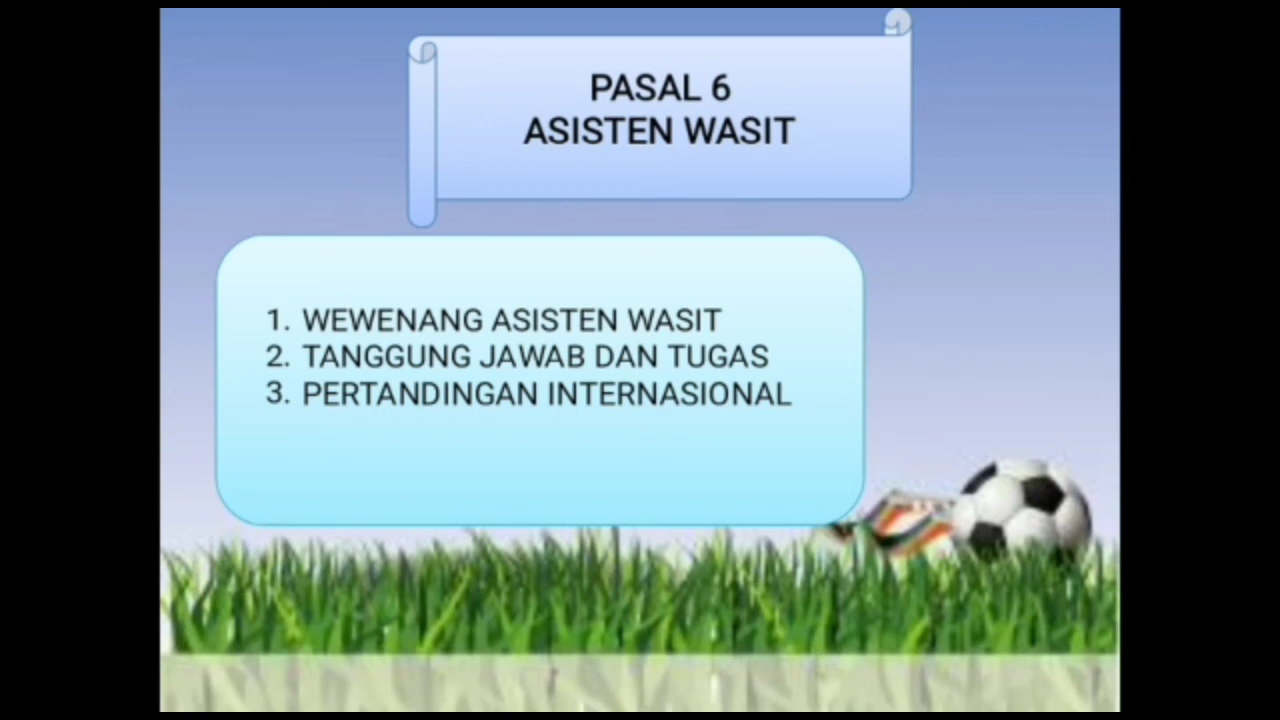 PASAL 6
ASISTEN WASIT
1. WEWENANG ASISTEN WASIT
2. TANGGUNG JAWAB DAN TUGAS
3. PERTANDINGAN INTERNASIONAL